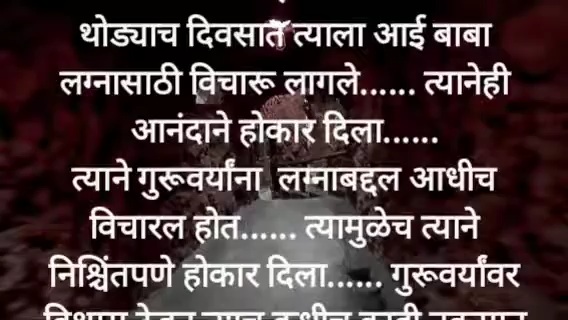 थोड्याच दिवसात त्याला आई बाबा
लग्नासाठी विचारू लागले...... त्यानेही
आनंदाने होकार दिला......
त्याने गुरूवर्यांना लग्नाबद्दल आधीच
विचारल होत...... त्यामुळेच त्याने
निश्चिंतपणे होकार दिला...... गुरूवर्यांवर